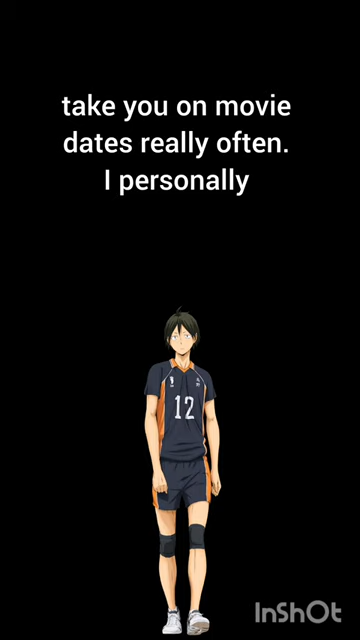 take you on movie
dates really often.
I personally
12
InShOt